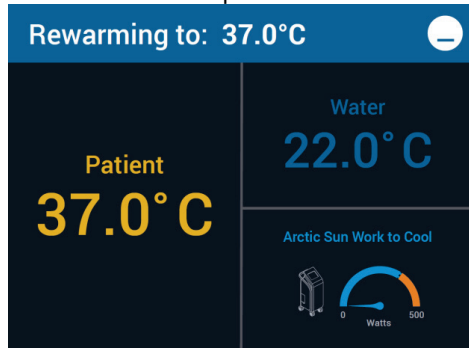 Rewarming to: 37.0°C
Patient
37.0°C
Water
22.0°C
Arctic Sun Work to Cool
0
500
Watts